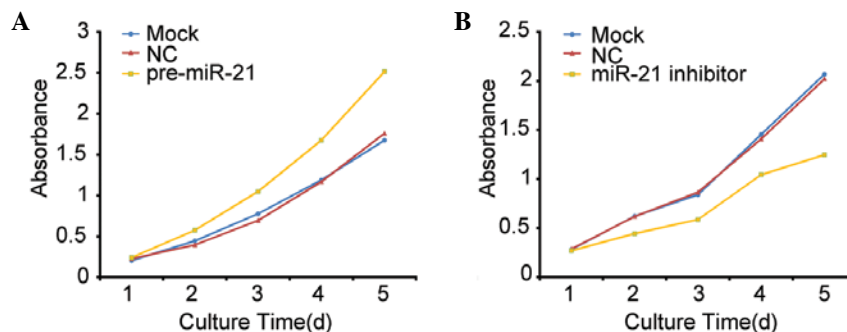 A
Mock
NC
pre-miR-21
Absorbance
3
2.5
2
1.5
1
0.5
0
1 2 3 4 5
Culture Time(d)
B
Mock
NC
miR-21 inhibitor
Absorbance
2.5
2
1.5
1
0.5
0
1 2 3 4 5
Culture Time(d)